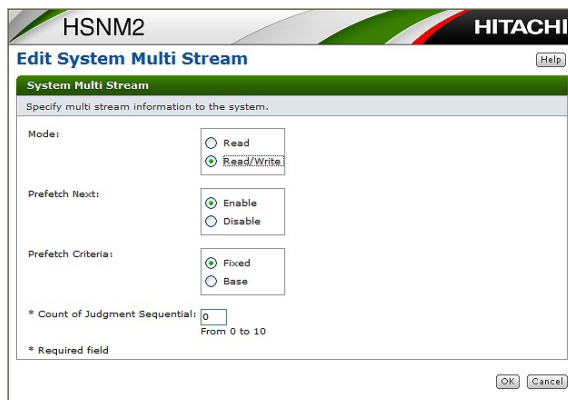 HSNM2
HITACHI
Edit System Multi Stream
Help
System Multi Stream
Specify multi stream information to the system.
Mode:
Read
Read/Write
Prefetch Next:
Enable
Disable
Prefetch Criteria:
Fixed
Base
* Count of Judgment Sequential: 0
From 0 to 10
* Required field
OK Cancel